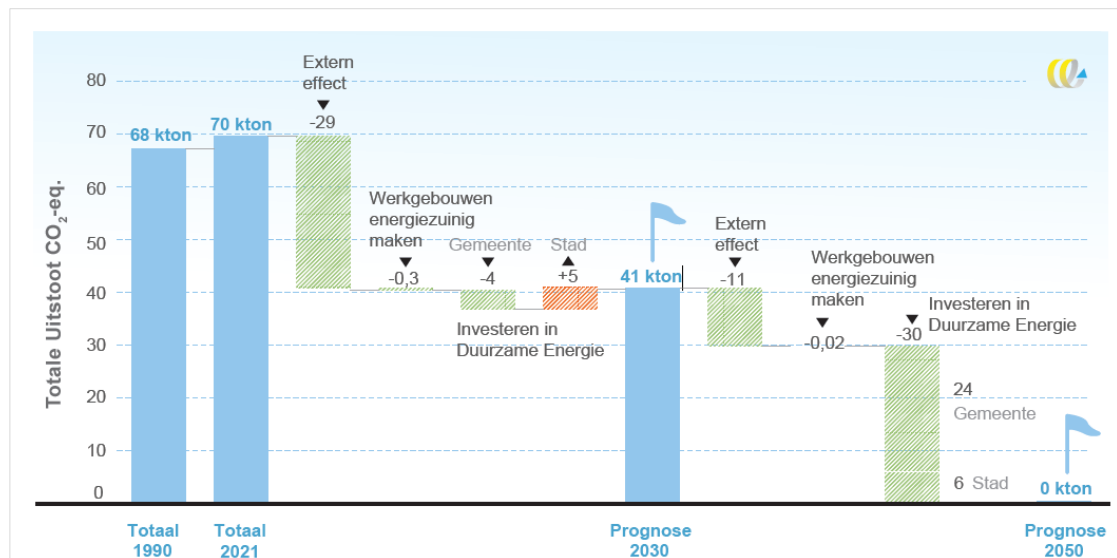 Totale Uitstoot CO₂-eq.
80
70
60
50
40
30
20
10
0
68 kton
70 kton
Extern
effect
-29
Werkgebouwen
energiezuinig
maken
-0,3
Gemeente
-4
Stad
+5
Investeren in
Duurzame Energie
41 kton
Extern
effect
-11
Werkgebouwen
energiezuinig
maken
-0,02
Investeren in
Duurzame Energie
-30
24
Gemeente
6 Stad
0 kton
Totaal
1990
Totaal
2021
Prognose
2030
Prognose
2050